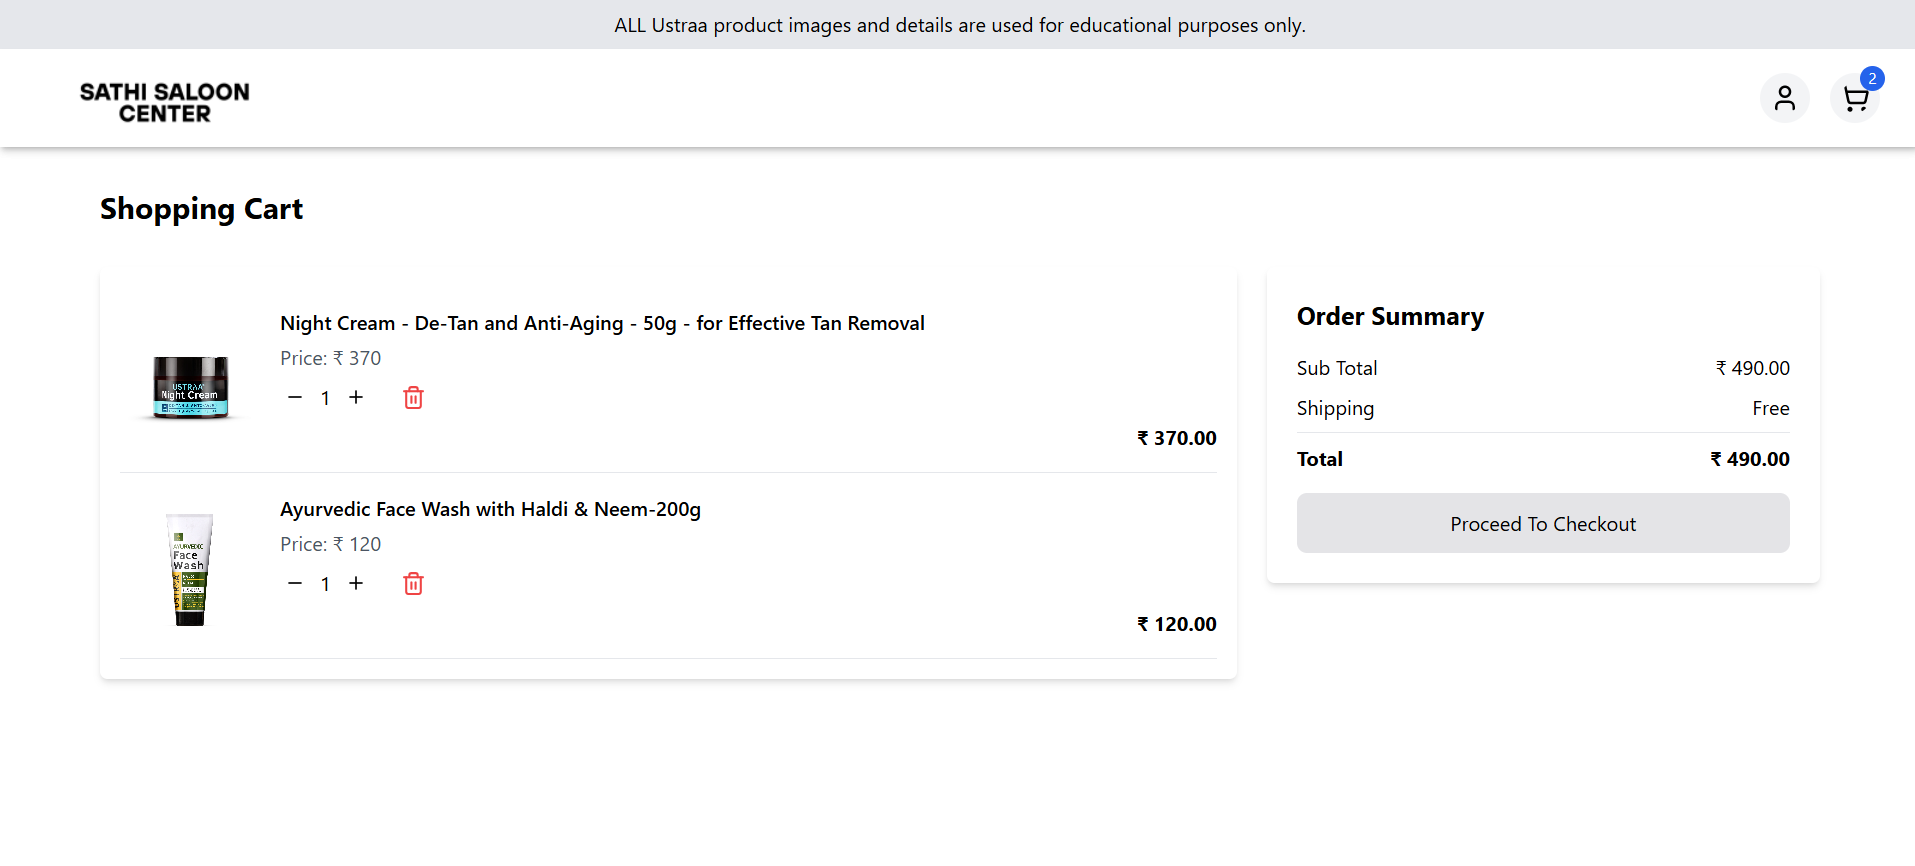 ALL Ustraa product images and details are used for educational purposes only.
SATHI SALOON
CENTER
2
Shopping Cart
Night Cream - De-Tan and Anti-Aging - 50g - for Effective Tan Removal
Price: ₹ 370
1
₹ 370.00
USTRAA
Night Cream
Ayurvedic Face Wash with Haldi & Neem-200g
Price: ₹ 120
1
₹ 120.00
AYURVEDIC
Face
Wash
USTRAA
Order Summary
Sub Total ₹ 490.00
Shipping Free
Total ₹ 490.00
Proceed To Checkout